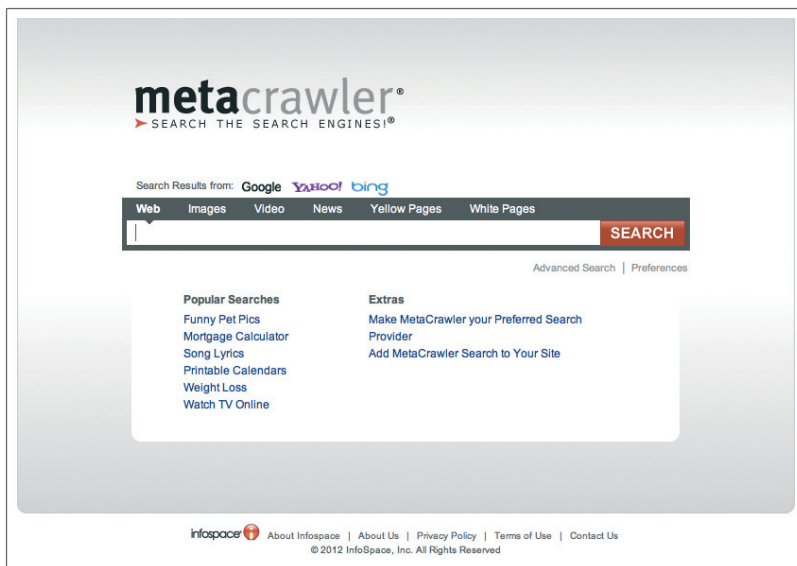 metacrawler®
SEARCH THE SEARCH ENGINES!®
Search Results from: Google YAHOO! bing
Web Images Video News Yellow Pages White Pages
SEARCH
Advanced Search | Preferences
Popular Searches
Funny Pet Pics
Mortgage Calculator
Song Lyrics
Printable Calendars
Weight Loss
Watch TV Online
Extras
Make MetaCrawler your Preferred Search
Provider
Add MetaCrawler Search to Your Site
infospace About Infospace | About Us | Privacy Policy | Terms of Use | Contact Us
© 2012 InfoSpace, Inc. All Rights Reserved